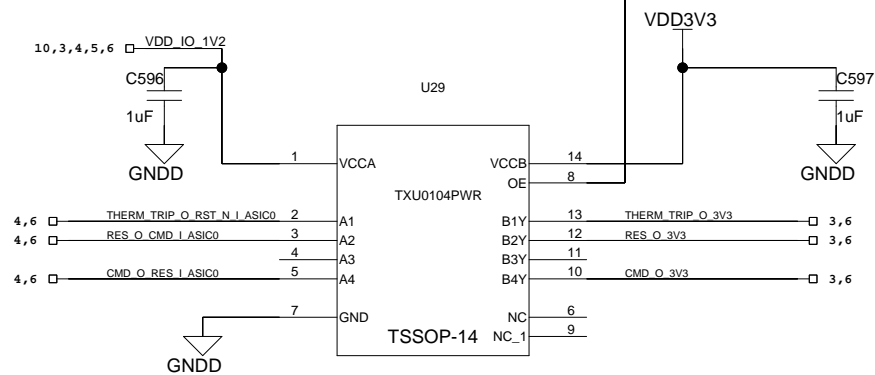 VDD3V3
10,3,4,5,6 VDD_IO_1V2
C596
1uF
GNDD
U29
C597
1uF
GNDD
1 VCCA VCCB 14
OE 8
TXU0104PWR
4,6 THERM_TRIP_O_RST_N_I_ASIC0 2 A1 B1Y 13 THERM_TRIP_O_3V3 3,6
4,6 RES_O_CMD_I_ASIC0 3 A2 B2Y 12 RES_O_3V3 3,6
4 A3 B3Y 11
4,6 CMD_O_RES_I_ASIC0 5 A4 B4Y 10 CMD_O_3V3 3,6
7 GND NC 6
TSSOP-14 NC_1 9
GNDD